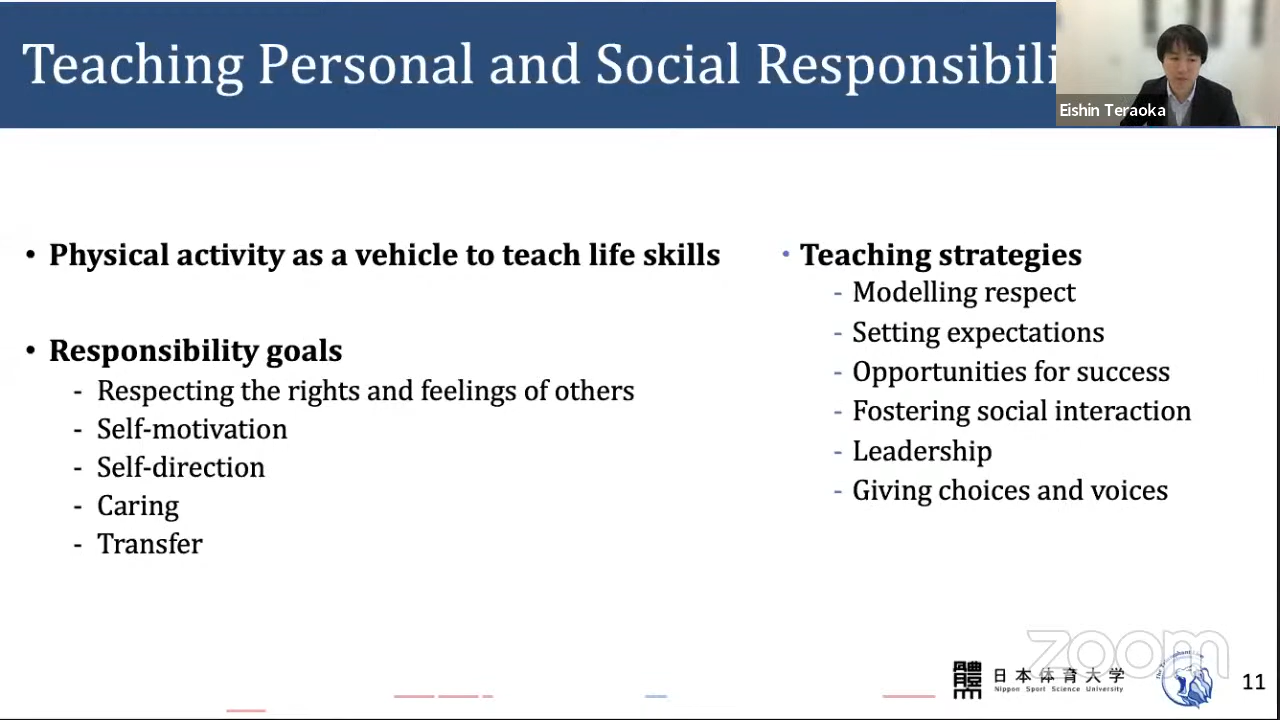 Teaching Personal and Social Responsibili
Eishin Teraoka
• Physical activity as a vehicle to teach life skills
• Responsibility goals
- Respecting the rights and feelings of others
- Self-motivation
- Self-direction
- Caring
- Transfer
• Teaching strategies
- Modelling respect
- Setting expectations
- Opportunities for success
- Fostering social interaction
- Leadership
- Giving choices and voices
zoom
日本体育大学
Nippon Sport Science University
11